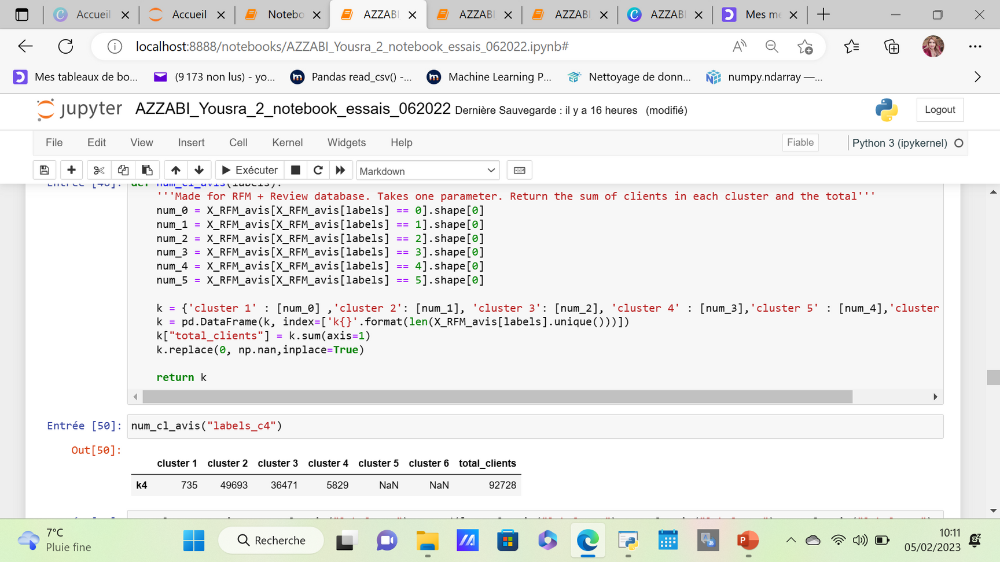 Accueil
Accueil
Notebo
AZZABI
AZZABI
AZZABI
AZZABI
Mes me
localhost:8888/notebooks/AZZABI_Yousra_2_notebook_essais_062022.ipynb#
Mes tableaux de bo...
(9 173 non lus) - yo...
Pandas read_csv() -...
Machine Learning P...
Nettoyage de donn...
numpy.ndarray —...
jupyter AZZABI_Yousra_2_notebook_essais_062022 Dernière Sauvegarde : il y a 16 heures (modifié)
Logout
File Edit View Insert Cell Kernel Widgets Help
Fiable
Python 3 (ipykernel)
Exécuter
Markdown
def num_cl_avis(labels):
'''Made for RFM + Review database. Takes one parameter. Return the sum of clients in each cluster and the total'''
num_0 = X_RFM_avis[X_RFM_avis[labels] == 0].shape[0]
num_1 = X_RFM_avis[X_RFM_avis[labels] == 1].shape[0]
num_2 = X_RFM_avis[X_RFM_avis[labels] == 2].shape[0]
num_3 = X_RFM_avis[X_RFM_avis[labels] == 3].shape[0]
num_4 = X_RFM_avis[X_RFM_avis[labels] == 4].shape[0]
num_5 = X_RFM_avis[X_RFM_avis[labels] == 5].shape[0]
k = {'cluster 1' : [num_0] ,'cluster 2': [num_1], 'cluster 3': [num_2], 'cluster 4' : [num_3],'cluster 5' : [num_4],'cluster
k = pd.DataFrame(k, index=['k{}'.format(len(X_RFM_avis[labels].unique()))])
k["total_clients"] = k.sum(axis=1)
k.replace(0, np.nan,inplace=True)
return k
Entrée [50]: num_cl_avis("labels_c4")
Out[50]:
cluster 1 cluster 2 cluster 3 cluster 4 cluster 5 cluster 6 total_clients
k4 735 49693 36471 5829 NaN NaN 92728
7°C
Pluie fine
Recherche
10:11
05/02/2023